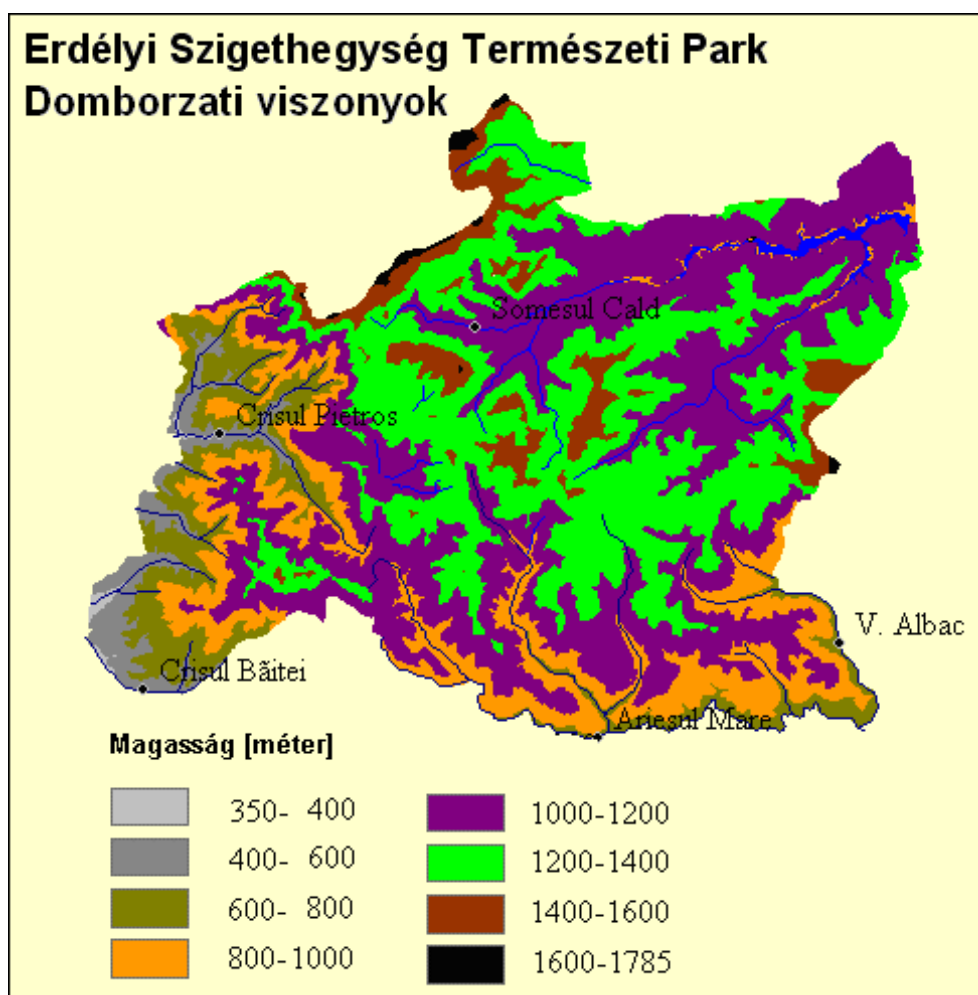 Erdélyi Szigethegység Természeti Park
Domborzati viszonyok
Somesul Cald
Crisul Pietros
V. Albac
Crisul Băitei
Ariesul Mare
Magasság [méter]
350- 400
400- 600
600- 800
800-1000
1000-1200
1200-1400
1400-1600
1600-1785